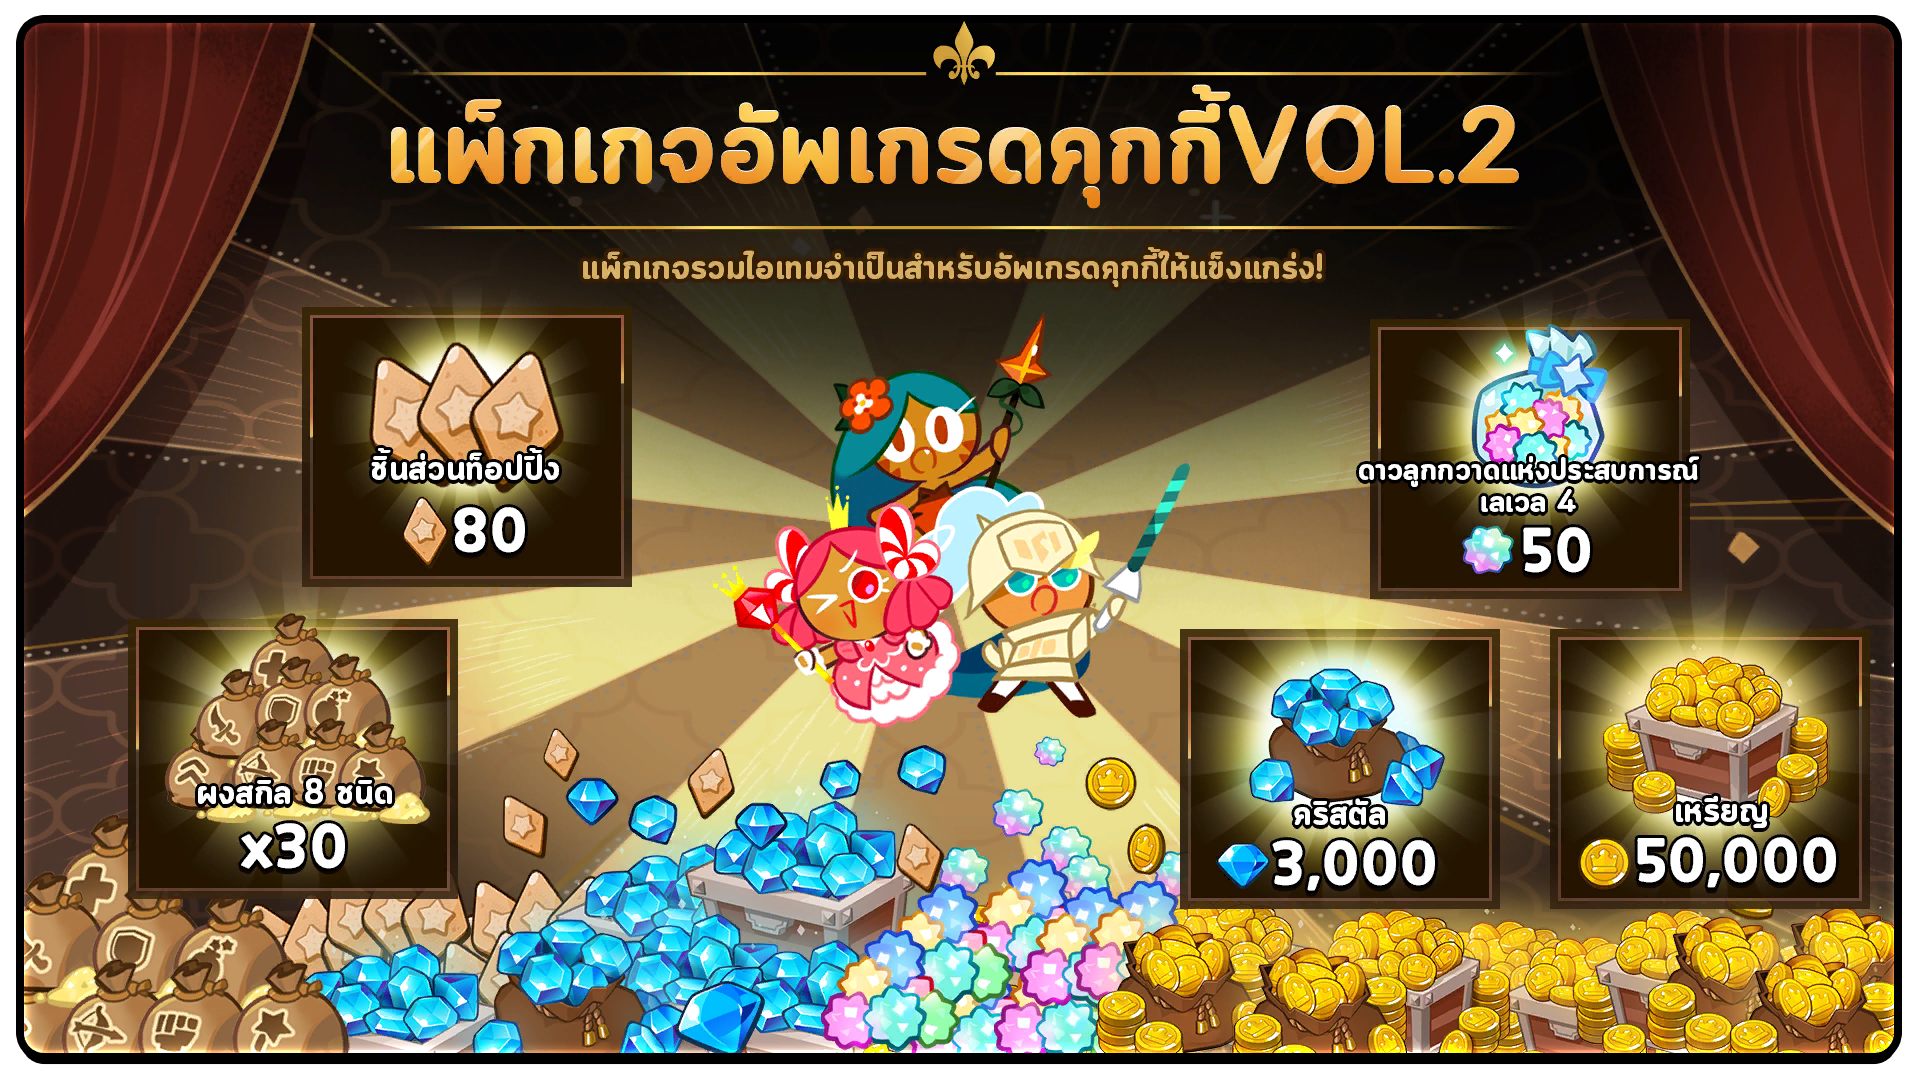 แพ็กเกจอัพเกรดคุกกี้VOL.2
แพ็กเกจรวมไอเทมจำเป็นสำหรับอัพเกรดคุกกี้ให้แข็งแกร่ง!
ชิ้นส่วนท็อปปิ้ง
80
ดาวลูกกวาดแห่งประสบการณ์
เลเวล 4
50
ผงสกิล 8 ชนิด
x30
คริสตัล
3,000
เหรียญ
50,000